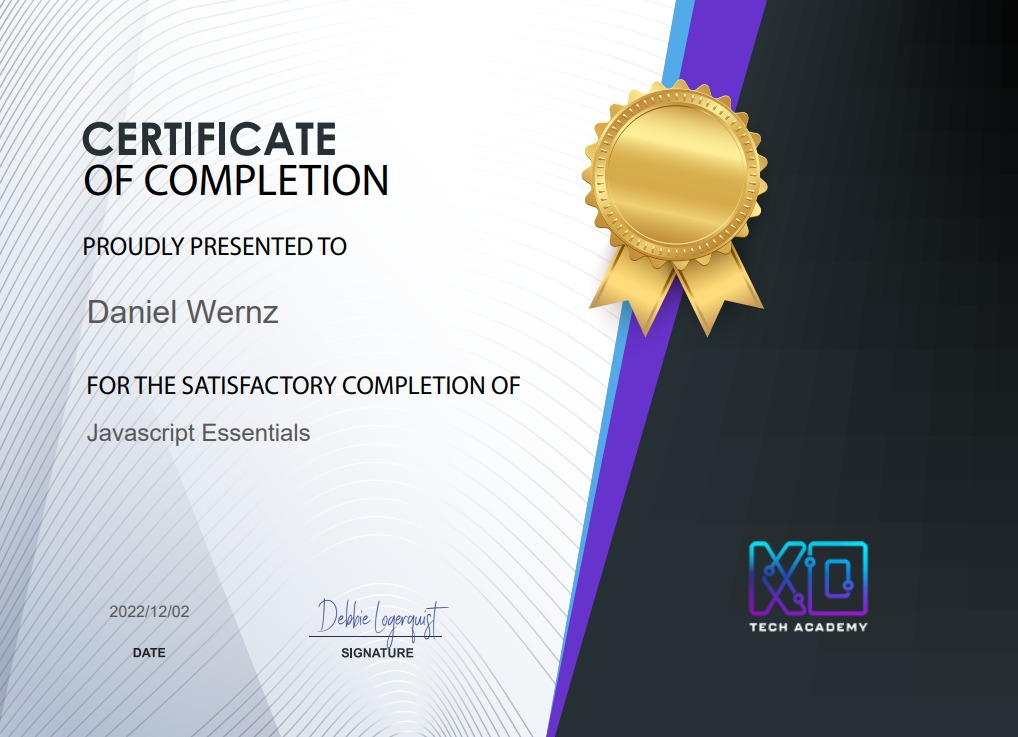 CERTIFICATE
OF COMPLETION
PROUDLY PRESENTED TO
Daniel Wernz
FOR THE SATISFACTORY COMPLETION OF
Javascript Essentials
2022/12/02
DATE
Debbie Logerquist
SIGNATURE
XO
TECH ACADEMY